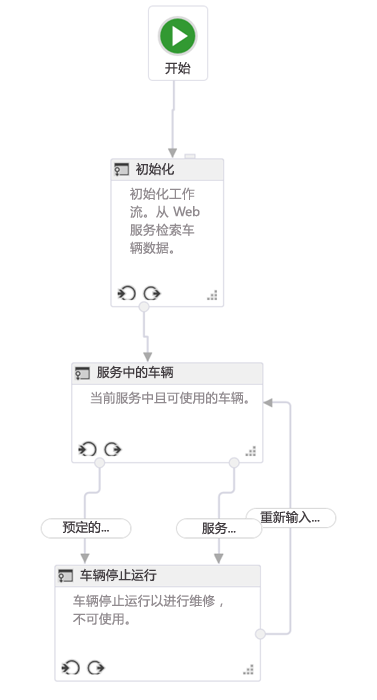 开始
初始化
初始化工作
流。从 Web
服务检索车
辆数据。
服务中的车辆
当前服务中且可使用的车辆。
预定的...
服务...
重新输入...
车辆停止运行
车辆停止运行以进行维修，
不可使用。